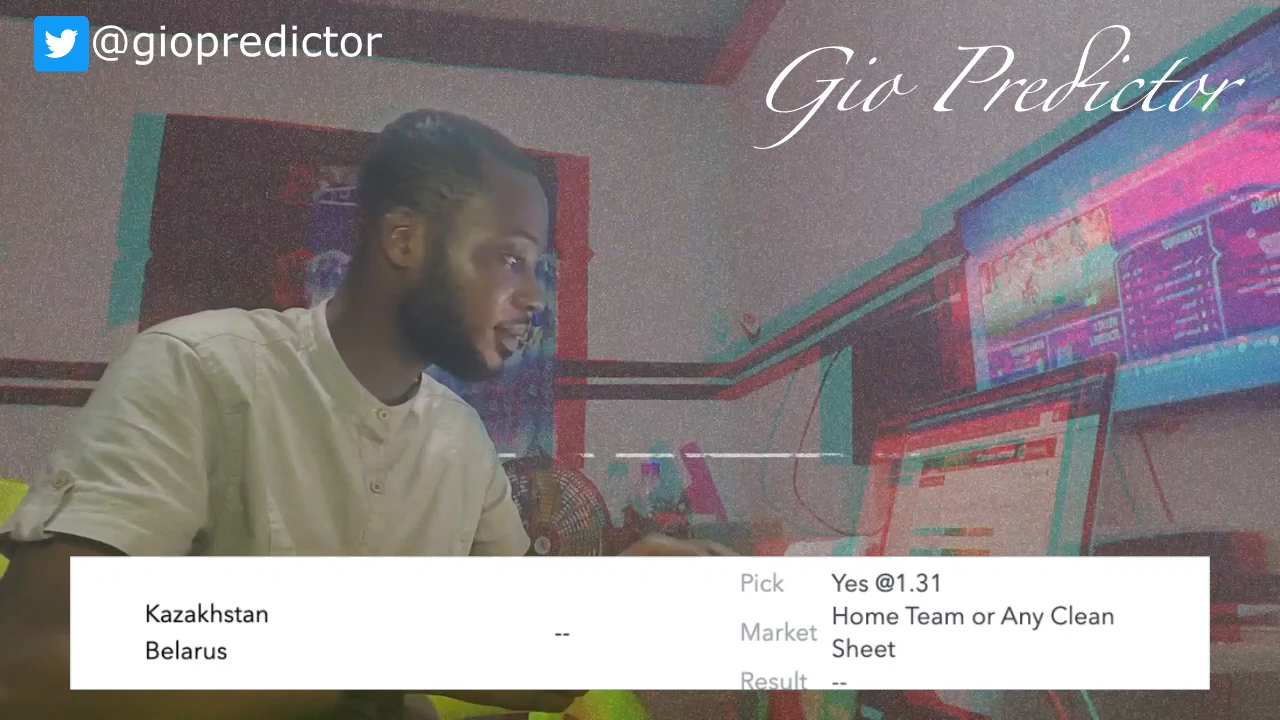 @giopredictor
Gio Predictor
Kazakhstan
Belarus
--
Pick Yes @1.31
Market Home Team or Any Clean
Sheet
Result --